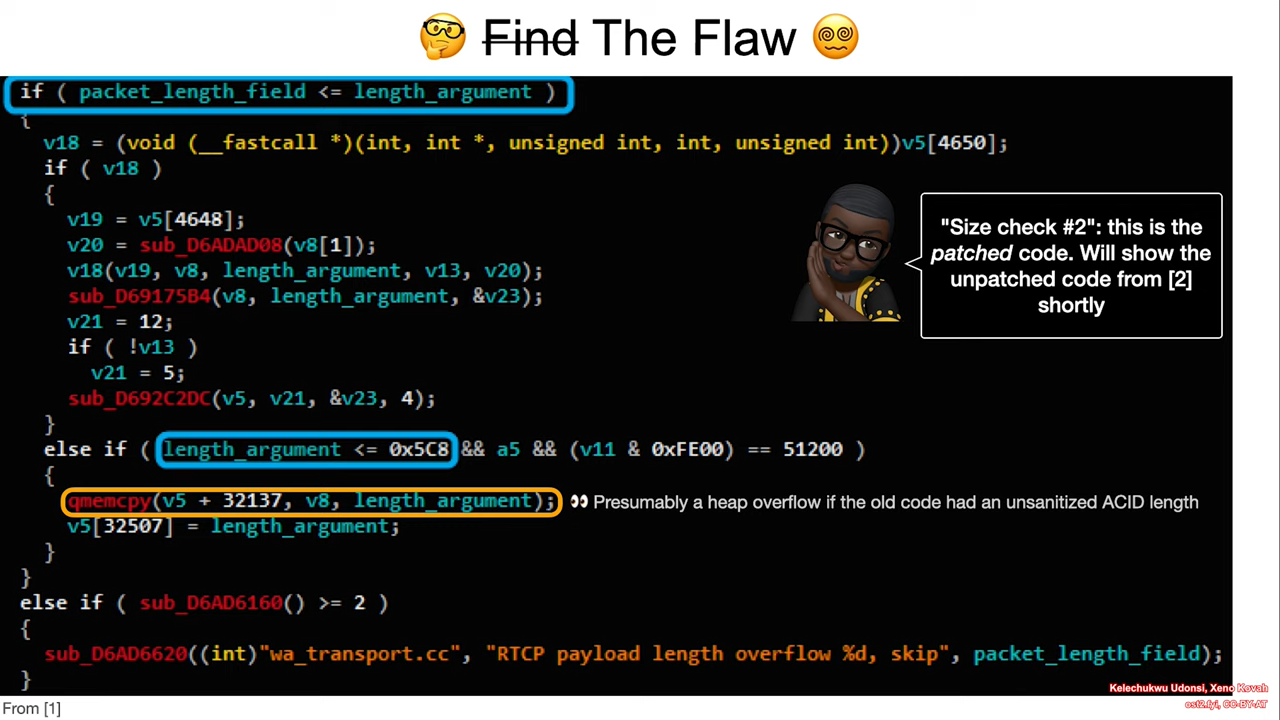 Find The Flaw
if ( packet_length_field <= length_argument )
{
v18 = (void (__fastcall *)(int, int *, unsigned int, int, unsigned int))v5[4650];
if ( v18 )
{
v19 = v5[4648];
v20 = sub_D6ADAD08(v8[1]);
v18(v19, v8, length_argument, v13, v20);
sub_D69175B4(v8, length_argument, &v23);
v21 = 12;
if ( !v13 )
v21 = 5;
sub_D692C2DC(v5, v21, &v23, 4);
}
"Size check #2": this is the
patched code. Will show the
unpatched code from [2]
shortly
else if ( length_argument <= 0x5C8 && a5 && (v11 & 0xFE00) == 51200 )
{
qmemcpy(v5 + 32137, v8, length_argument); 👀 Presumably a heap overflow if the old code had an unsanitized ACID length
v5[32507] = length_argument;
}
}
else if ( sub_D6AD6160() >= 2 )
{
sub_D6AD6620((int)"wa_transport.cc", "RTCP payload length overflow %d, skip", packet_length_field);
}
Kelechukwu Udonsi, Xeno Kovah
ost2.fyi, CC-BY-AT
From [1]